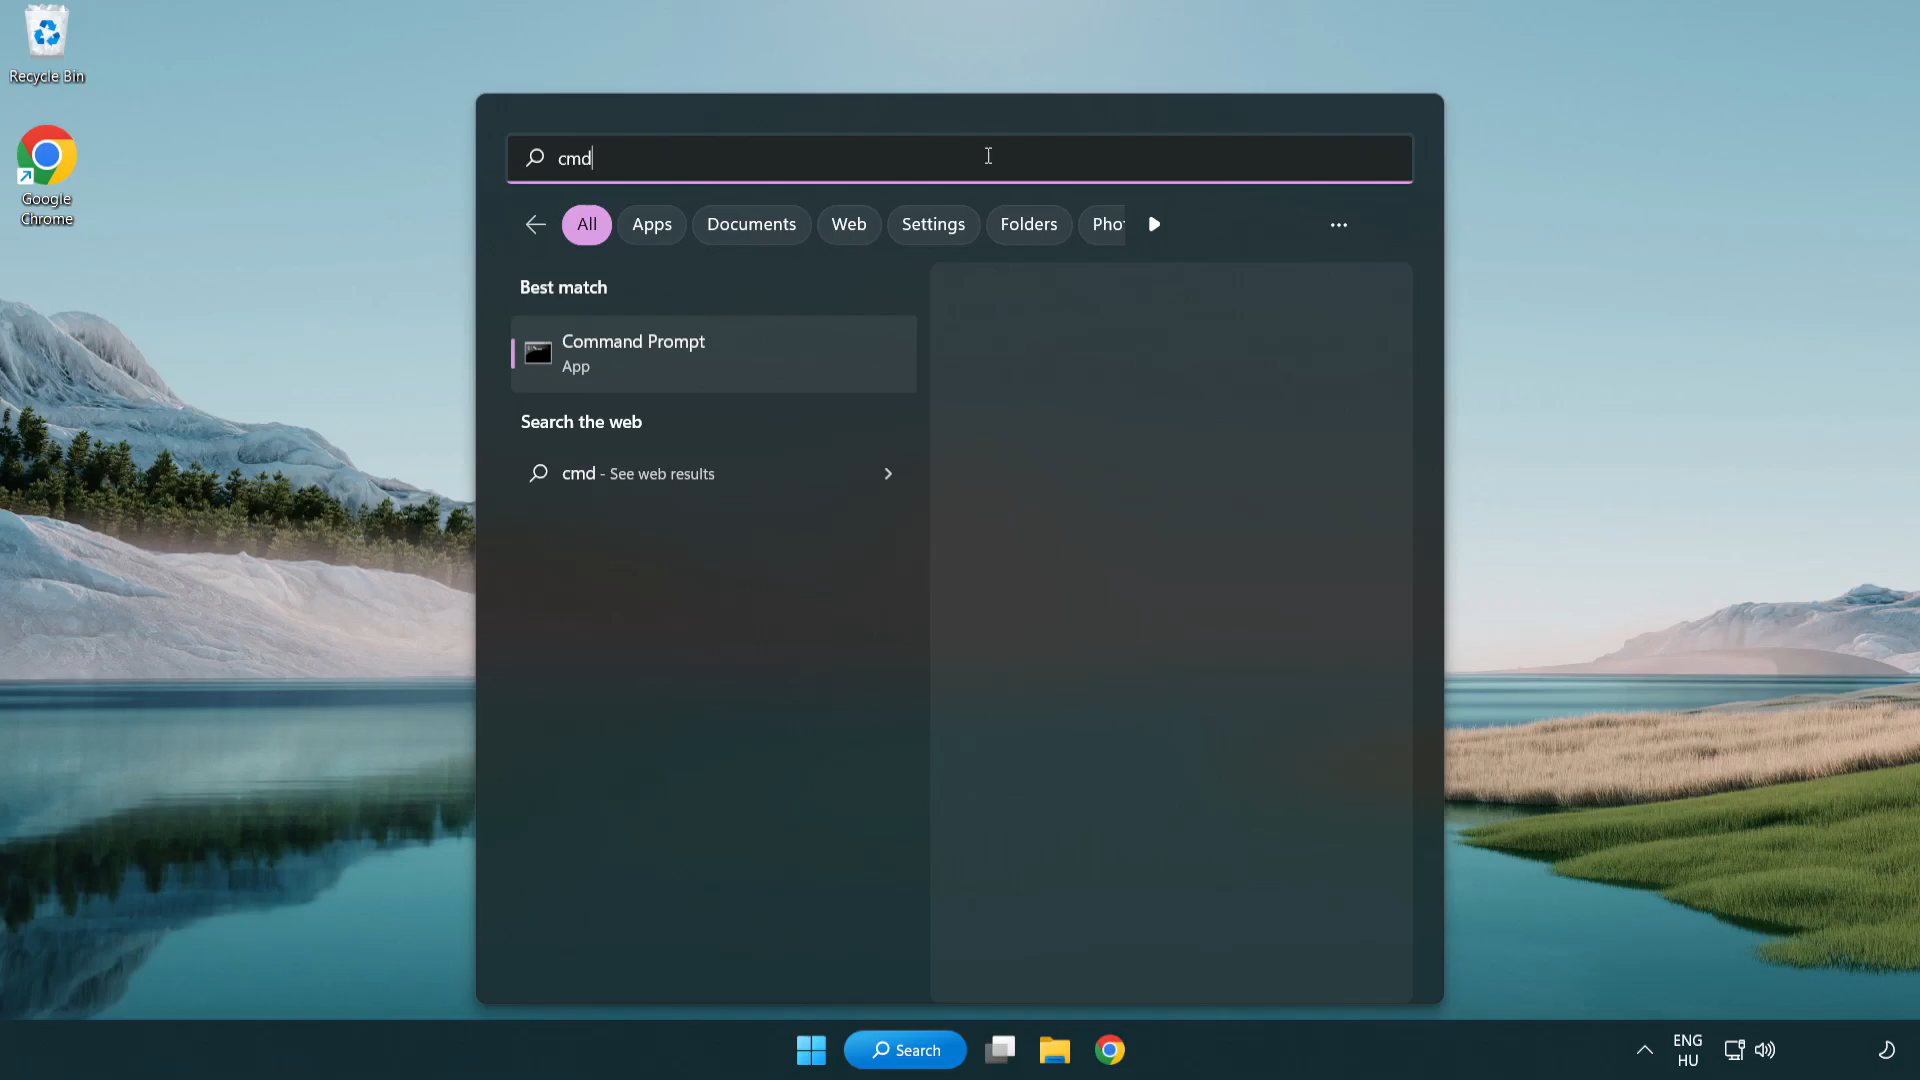 Recycle Bin
Google
Chrome
cmd
All Apps Documents Web Settings Folders Pho
Best match
Command Prompt
App
Search the web
cmd - See web results
Search
ENG
HU